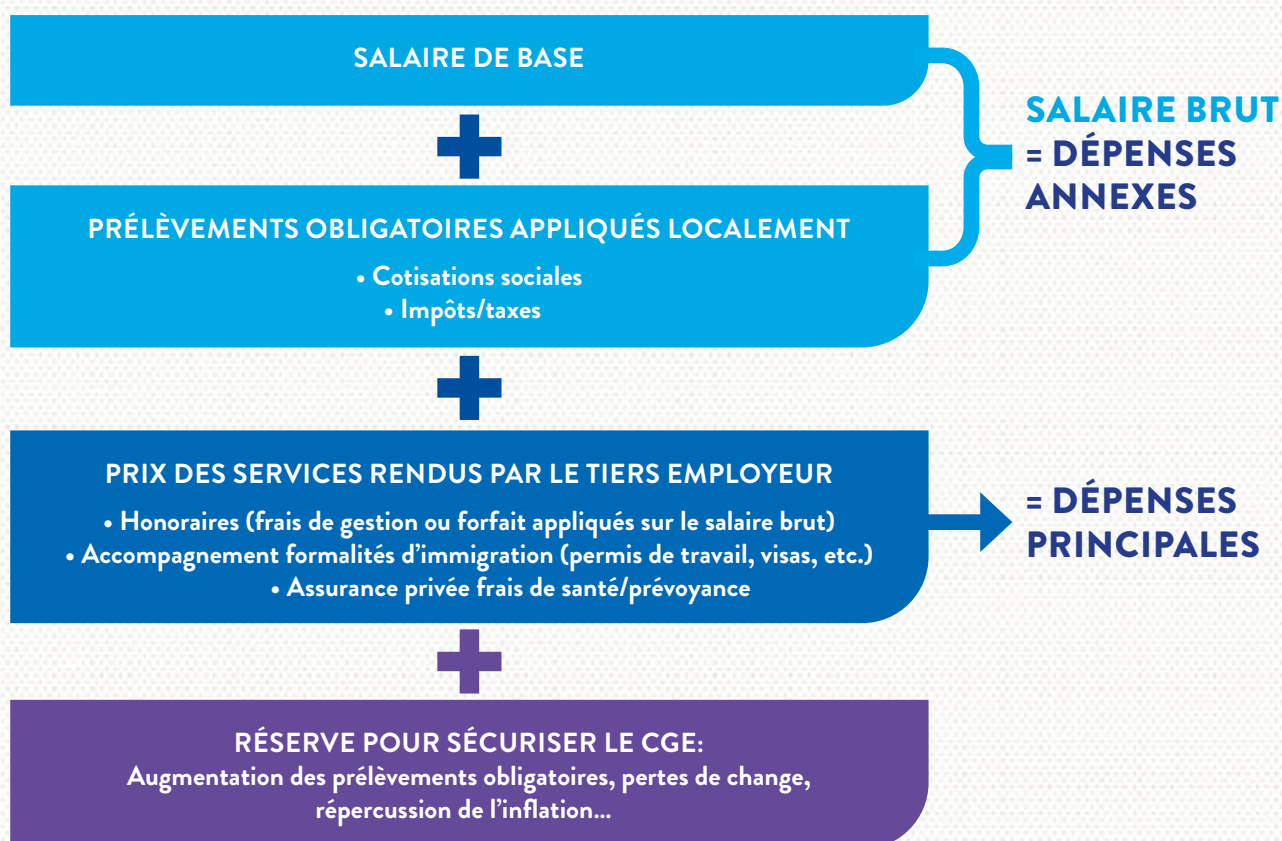 SALAIRE DE BASE
SALAIRE BRUT
= DÉPENSES
ANNEXES
PRÉLÈVEMENTS OBLIGATOIRES APPLIQUÉS LOCALEMENT
• Cotisations sociales
• Impôts/taxes
PRIX DES SERVICES RENDUS PAR LE TIERS EMPLOYEUR
• Honoraires (frais de gestion ou forfait appliqués sur le salaire brut)
• Accompagnement formalités d'immigration (permis de travail, visas, etc.)
• Assurance privée frais de santé/prévoyance
= DÉPENSES
PRINCIPALES
RÉSERVE POUR SÉCURISER LE CGE:
Augmentation des prélèvements obligatoires, pertes de change,
répercussion de l'inflation...